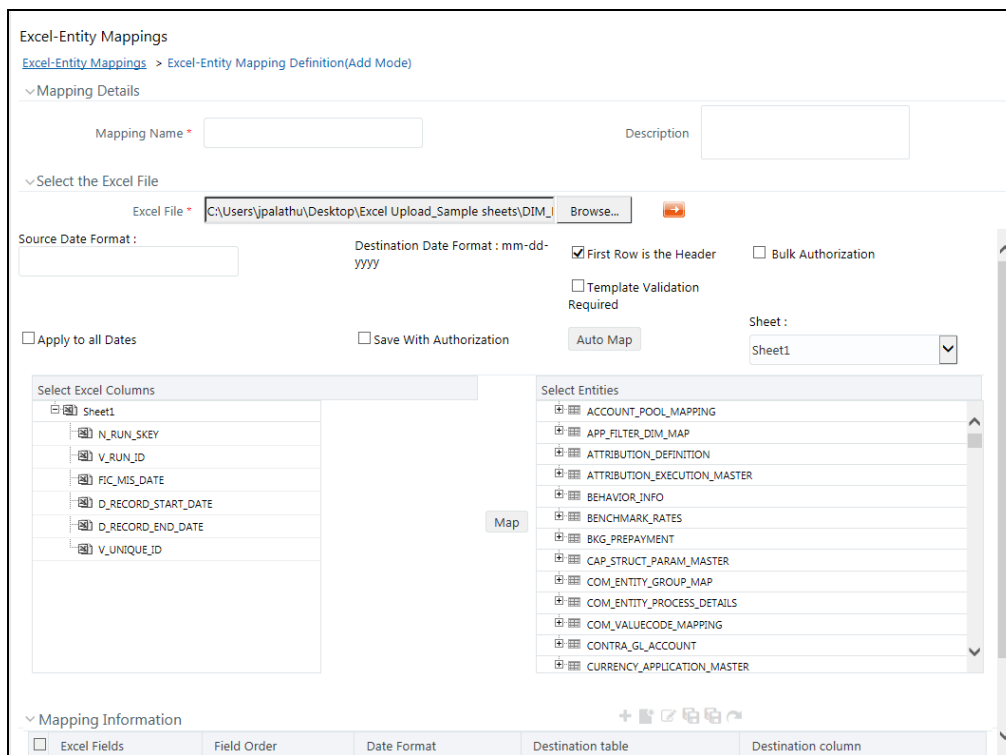 Excel-Entity Mappings
Excel-Entity Mappings > Excel-Entity Mapping Definition(Add Mode)
Mapping Details
Mapping Name *
Description
Select the Excel File
Excel File * C:\Users\jpalathu\Desktop\Excel Upload_Sample sheets\DIM_ Browse...
Source Date Format :
Destination Date Format : mm-dd-
yyyy
First Row is the Header
Bulk Authorization
Template Validation
Required
Apply to all Dates
Save With Authorization
Auto Map
Sheet :
Sheet1
Select Excel Columns
Sheet1
N_RUN_SKEY
V_RUN_ID
FIC_MIS_DATE
D_RECORD_START_DATE
D_RECORD_END_DATE
V_UNIQUE_ID
Map
Select Entities
ACCOUNT_POOL_MAPPING
APP_FILTER_DIM_MAP
ATTRIBUTION_DEFINITION
ATTRIBUTION_EXECUTION_MASTER
BEHAVIOR_INFO
BENCHMARK_RATES
BKG_PREPAYMENT
CAP_STRUCT_PARAM_MASTER
COM_ENTITY_GROUP_MAP
COM_ENTITY_PROCESS_DETAILS
COM_VALUECODE_MAPPING
CONTRA_GL_ACCOUNT
CURRENCY_APPLICATION_MASTER
Mapping Information
Excel Fields Field Order Date Format Destination table Destination column